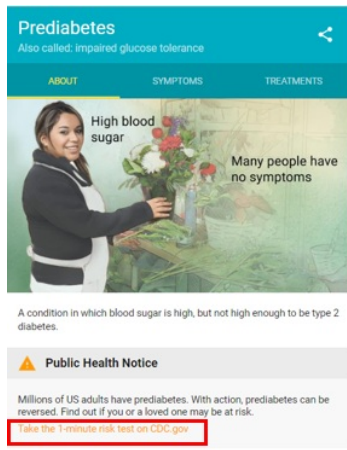 Prediabetes
Also called: impaired glucose tolerance
ABOUT
SYMPTOMS
TREATMENTS
High blood
sugar
Many people have
no symptoms
A condition in which blood sugar is high, but not high enough to be type 2
diabetes.
Public Health Notice
Millions of US adults have prediabetes. With action, prediabetes can be
reversed. Find out if you or a loved one may be at risk.
Take the 1-minute risk test on CDC.gov